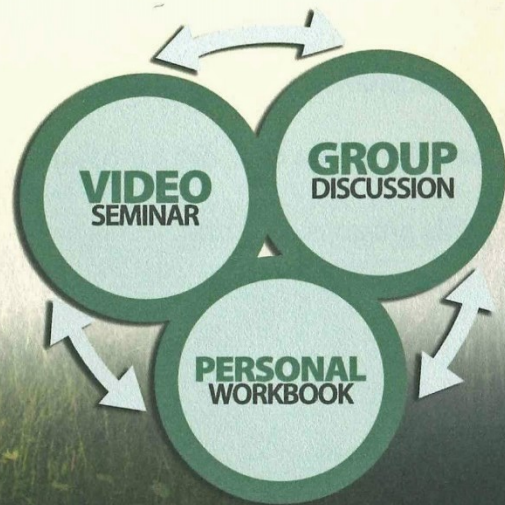 VIDEO
SEMINAR
GROUP
DISCUSSION
PERSONAL
WORKBOOK